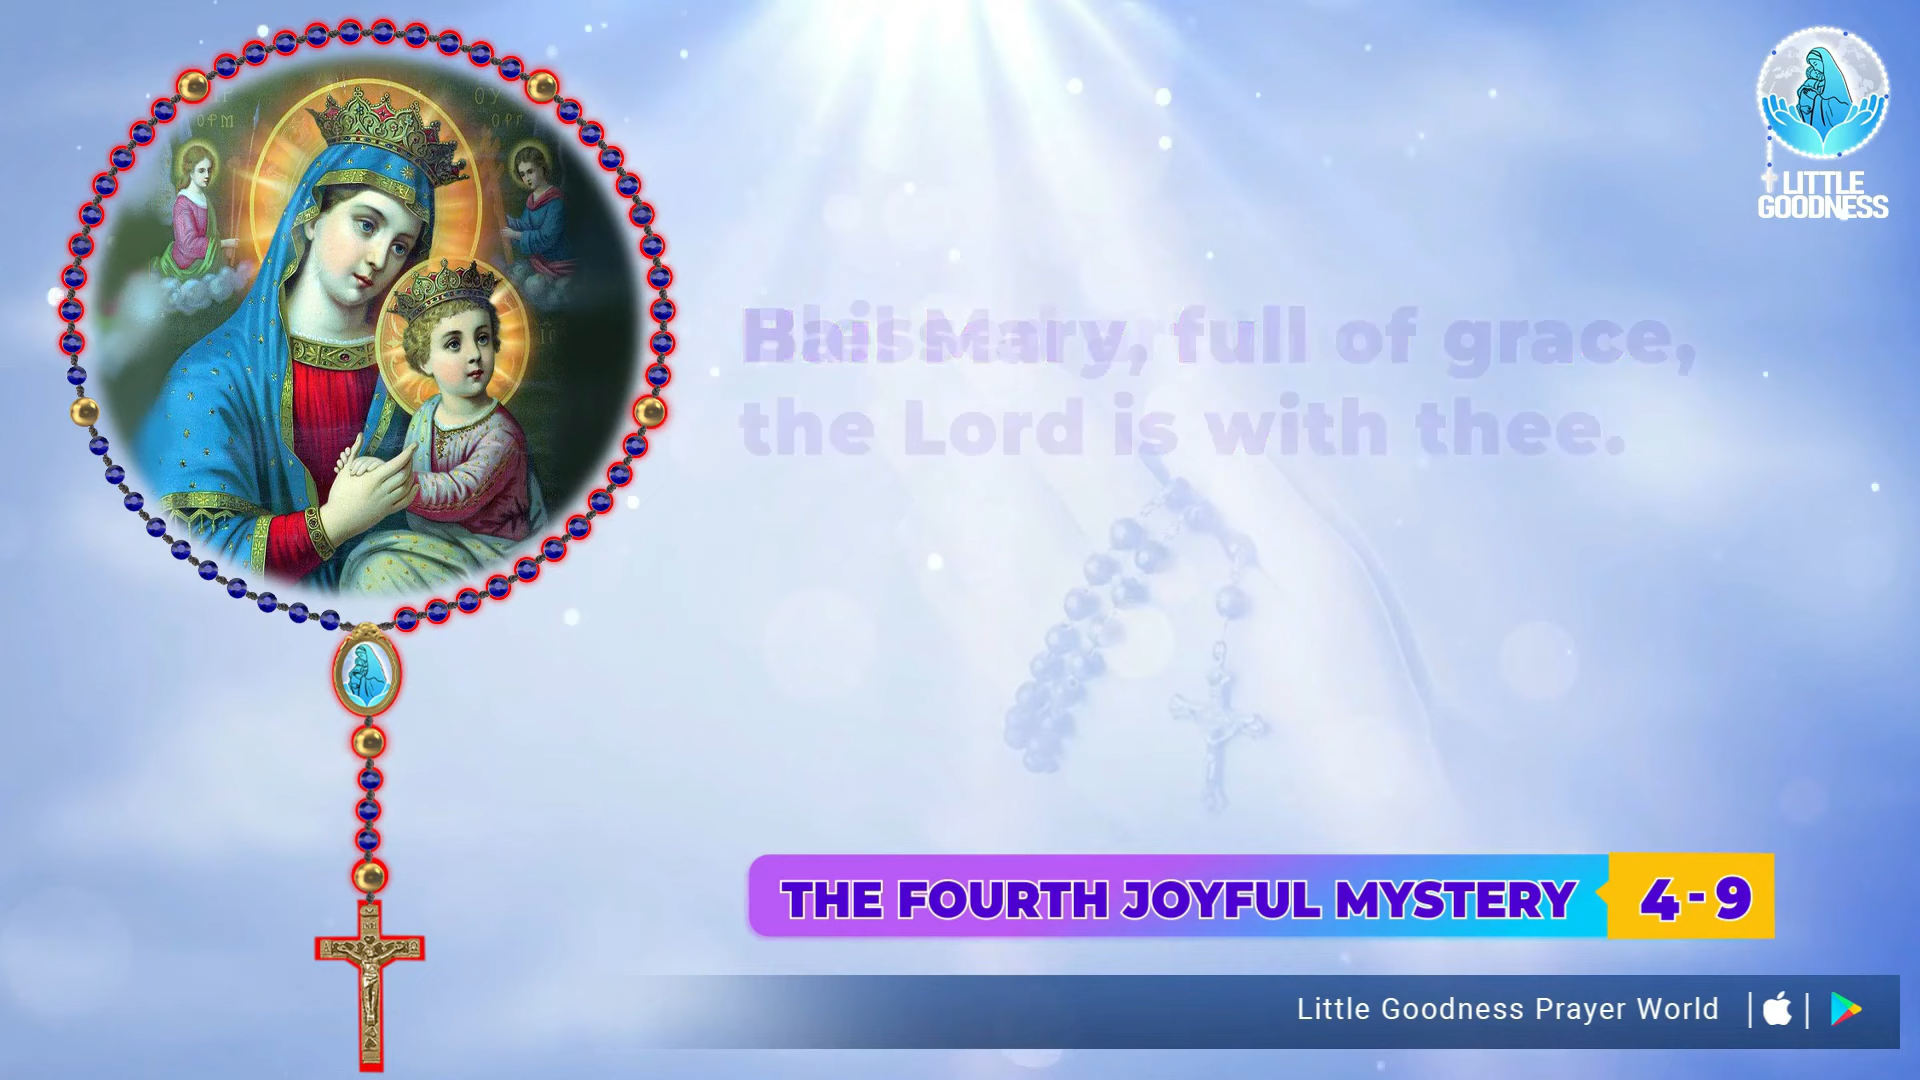 LITTLE
GOODNESS
Hail Mary, full of grace,
the Lord is with thee.
THE FOURTH JOYFUL MYSTERY 4-9
Little Goodness Prayer World